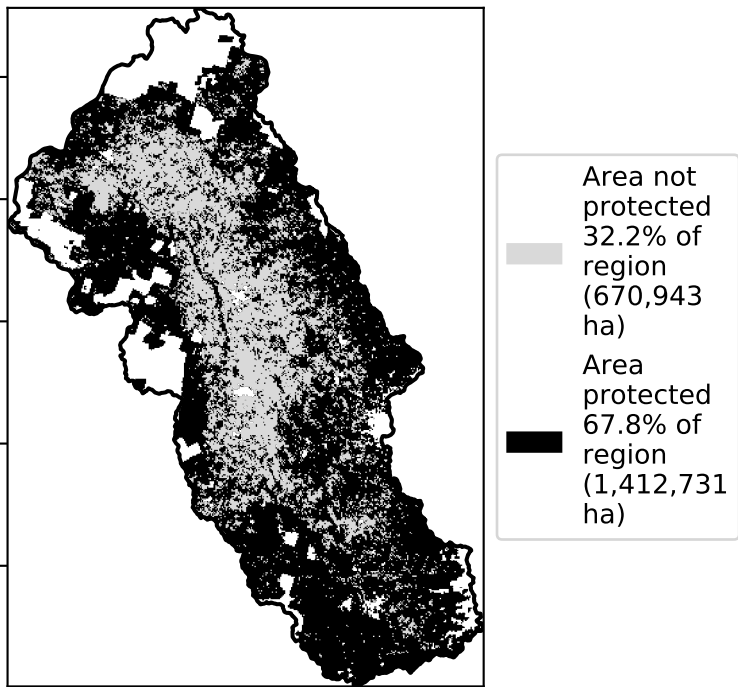 Area not
protected
32.2% of
region
(670,943
ha)
Area
protected
67.8% of
region
(1,412,731
ha)